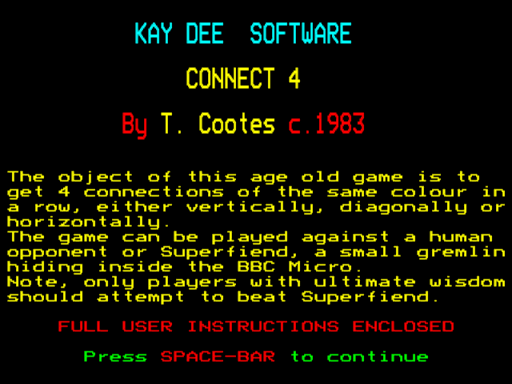 KAY DEE  SOFTWARE
CONNECT 4
By T. Cootes c.1983
The object of this age old game is to
get 4 connections of the same colour in
a row, either vertically, diagonally or
horizontally.
The game can be played against a human
opponent or Superfiend, a small gremlin
hiding inside the BBC Micro.
Note, only players with ultimate wisdom
should attempt to beat Superfiend.
FULL USER INSTRUCTIONS ENCLOSED
Press SPACE-BAR to continue